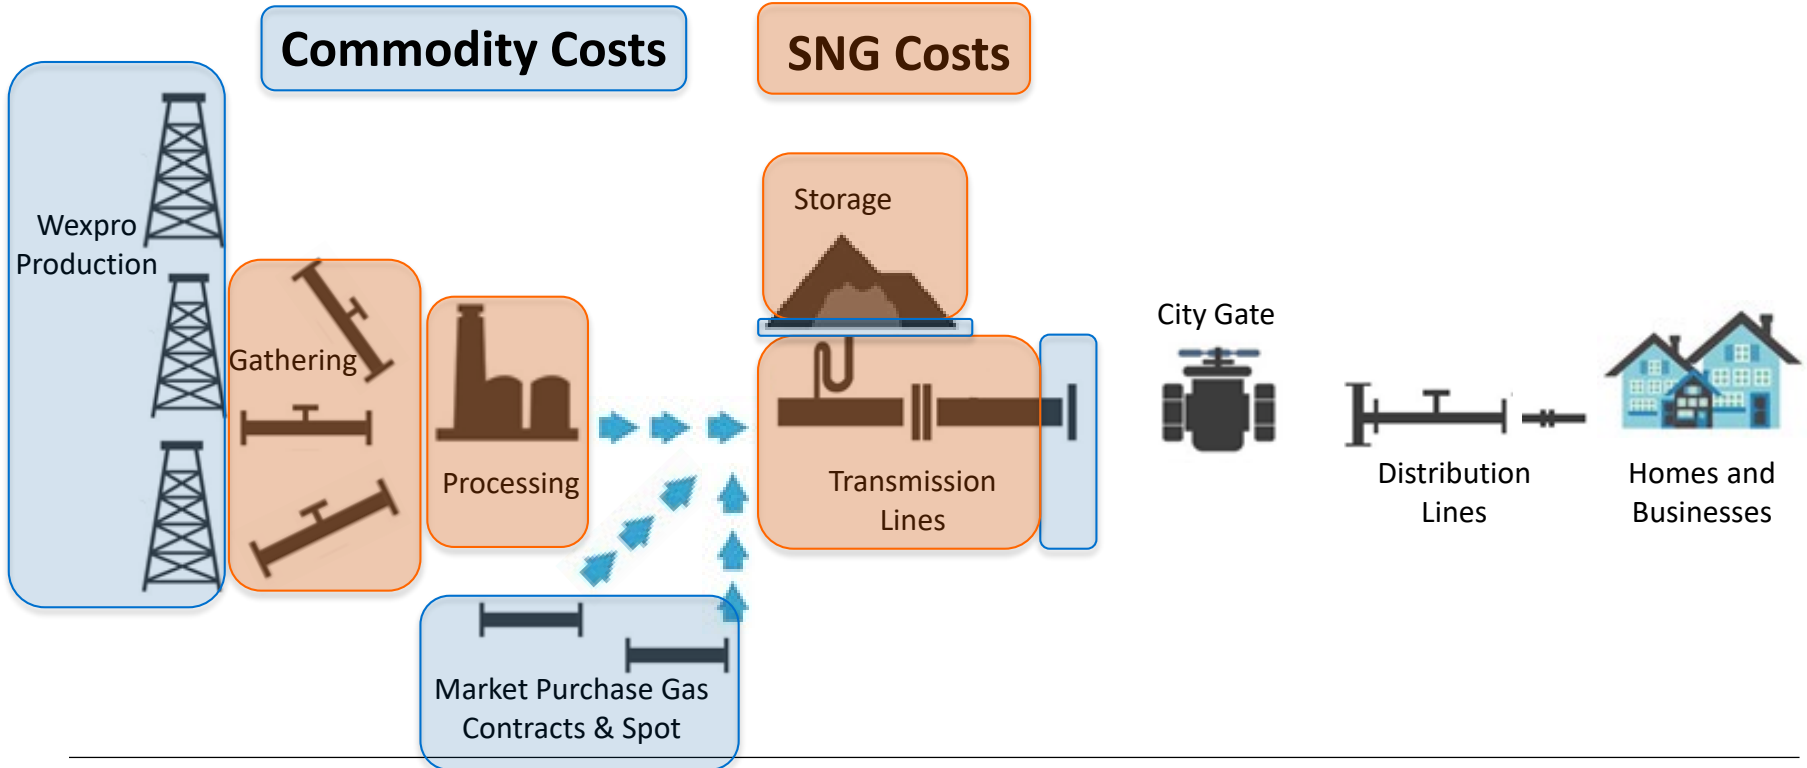 Commodity Costs
SNG Costs
Wexpro
Production
Gathering
Processing
Storage
Transmission
Lines
Market Purchase Gas
Contracts & Spot
City Gate
Distribution
Lines
Homes and
Businesses